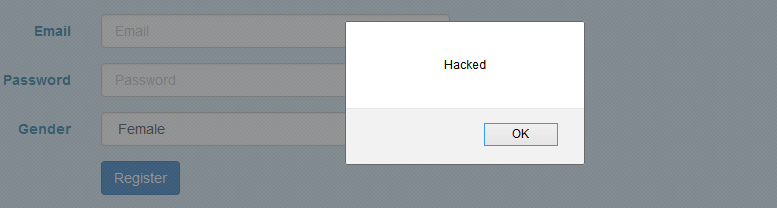 Email
Email
Password
Password
Gender
Female
Register
Hacked
OK